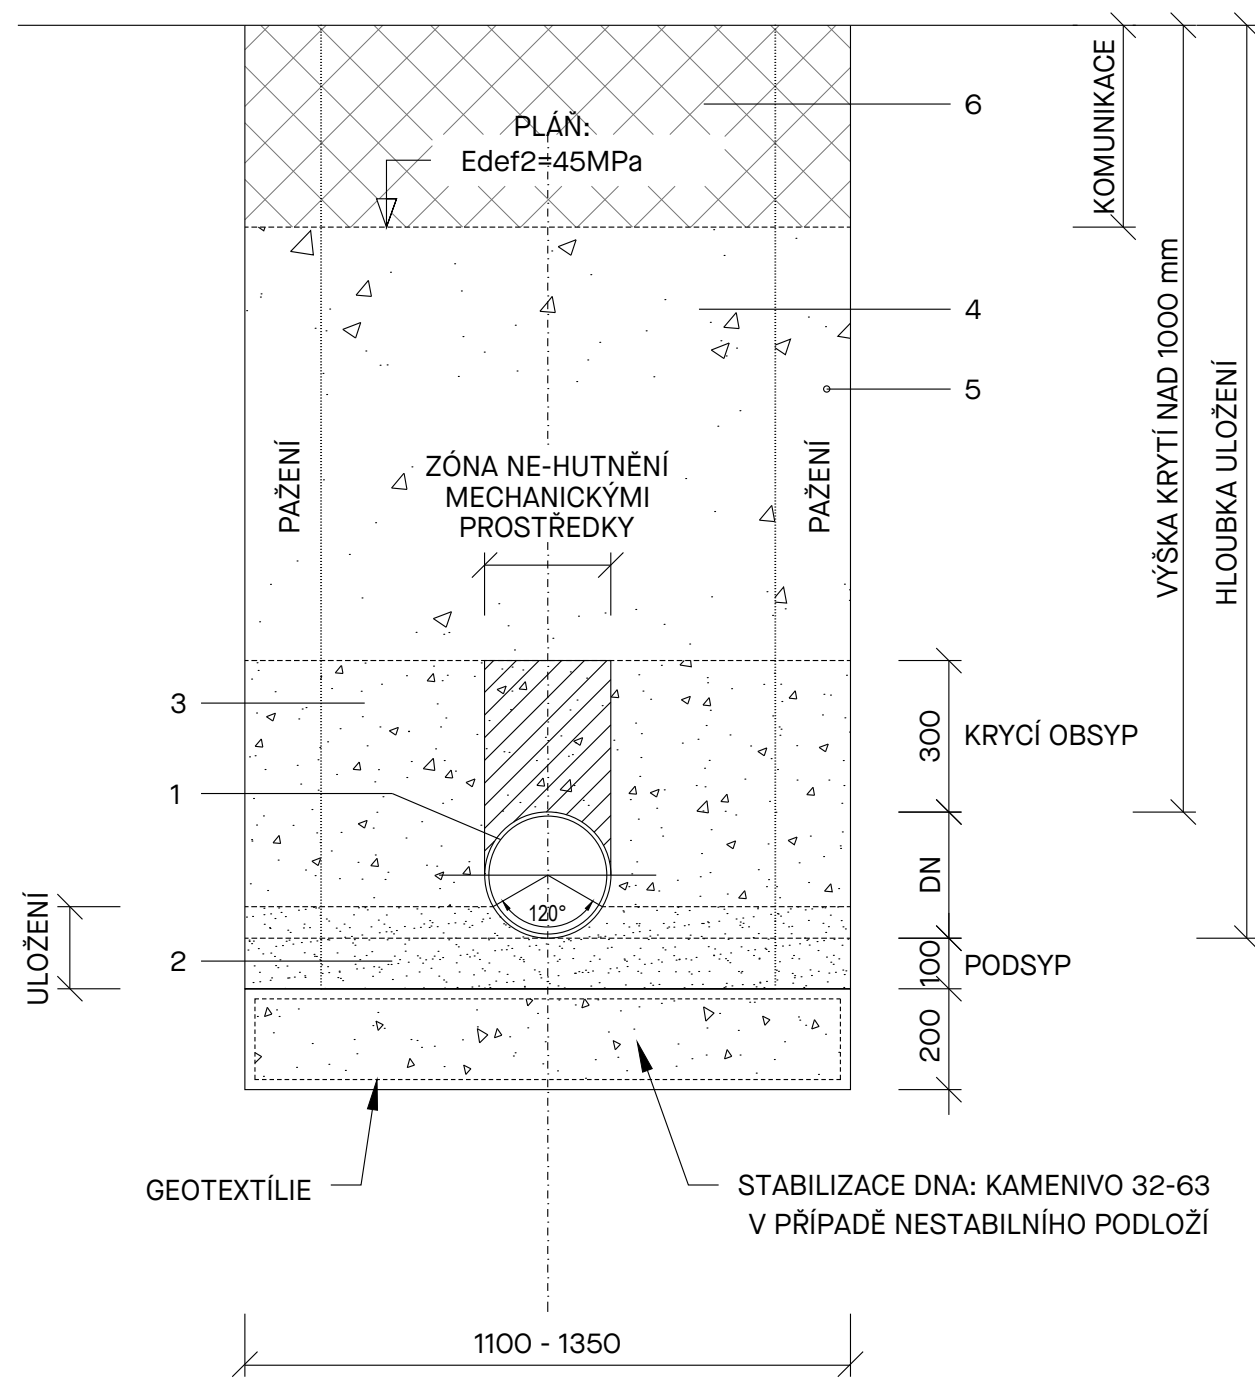 KOMUNIKACE
6
PLÁŇ:
Edef2=45MPa
4
5
VÝŠKA KRYTÍ NAD 1000 mm
HLOUBKA ULOŽENÍ
PAŽENÍ
ZÓNA NE-HUTNĚNÍ
MECHANICKÝMI
PROSTŘEDKY
PAŽENÍ
3
300
KRYCÍ OBSYP
1
DN
120°
ULOŽENÍ
2
100
PODSYP
200
GEOTEXTÍLIE
STABILIZACE DNA: KAMENIVO 32-63
V PŘÍPADĚ NESTABILNÍHO PODLOŽÍ
1100 - 1350